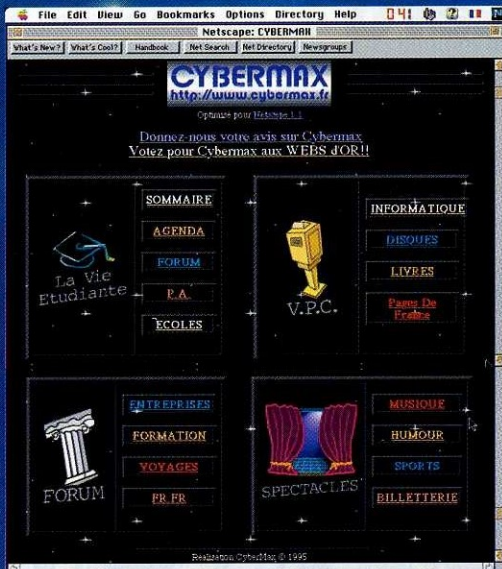 File Edit View Go Bookmarks Options Directory Help
Netscape: CYBERMAX
What's New? What's Cool? Handbook Net Search Net Directory Newsgroups
CYBERMAX
http://www.cybermax.fr
Optimisé pour Netscape 1.1
Donnez-nous votre avis sur Cybermax
Votez pour Cybermax aux WEBS d'OR!!
La Vie
Etudiante
SOMMAIRE
AGENDA
FORUM
P.A.
ECOLES
V.P.C.
INFORMATIQUE
DISQUES
LIVRES
Pages De
France
FORUM
ENTREPRISES
FORMATION
VOYAGES
FR.FR
SPECTACLES
MUSIQUE
HUMOUR
SPORTS
BILLETTERIE
Réalisation CyberMax © 1995